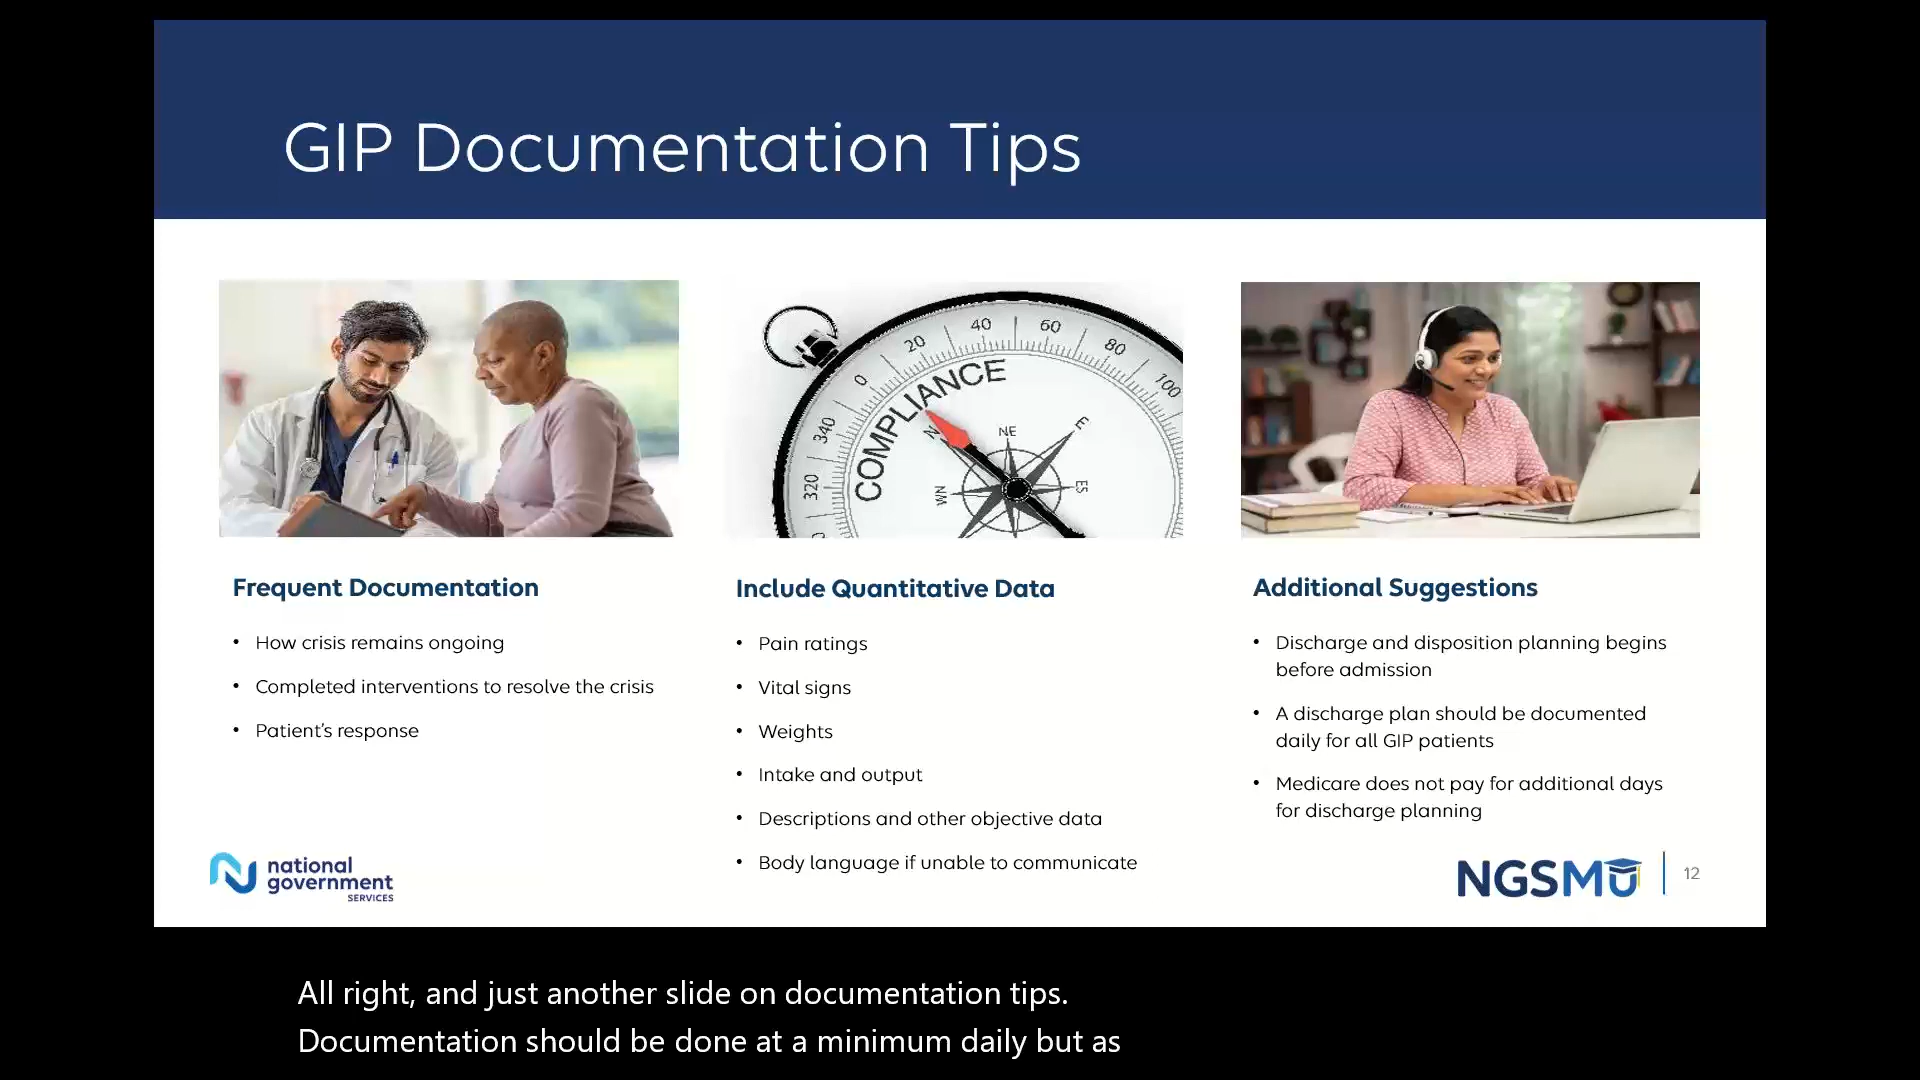 GIP Documentation Tips
0
20
40
60
80
100
340
320
COMPLIANCE
N
NE
E
ES
WN
Frequent Documentation
• How crisis remains ongoing
• Completed interventions to resolve the crisis
• Patient's response
Include Quantitative Data
• Pain ratings
• Vital signs
• Weights
• Intake and output
• Descriptions and other objective data
• Body language if unable to communicate
Additional Suggestions
• Discharge and disposition planning begins
before admission
• A discharge plan should be documented
daily for all GIP patients
• Medicare does not pay for additional days
for discharge planning
national
government
SERVICES
NGSMU
12
All right, and just another slide on documentation tips.
Documentation should be done at a minimum daily but as